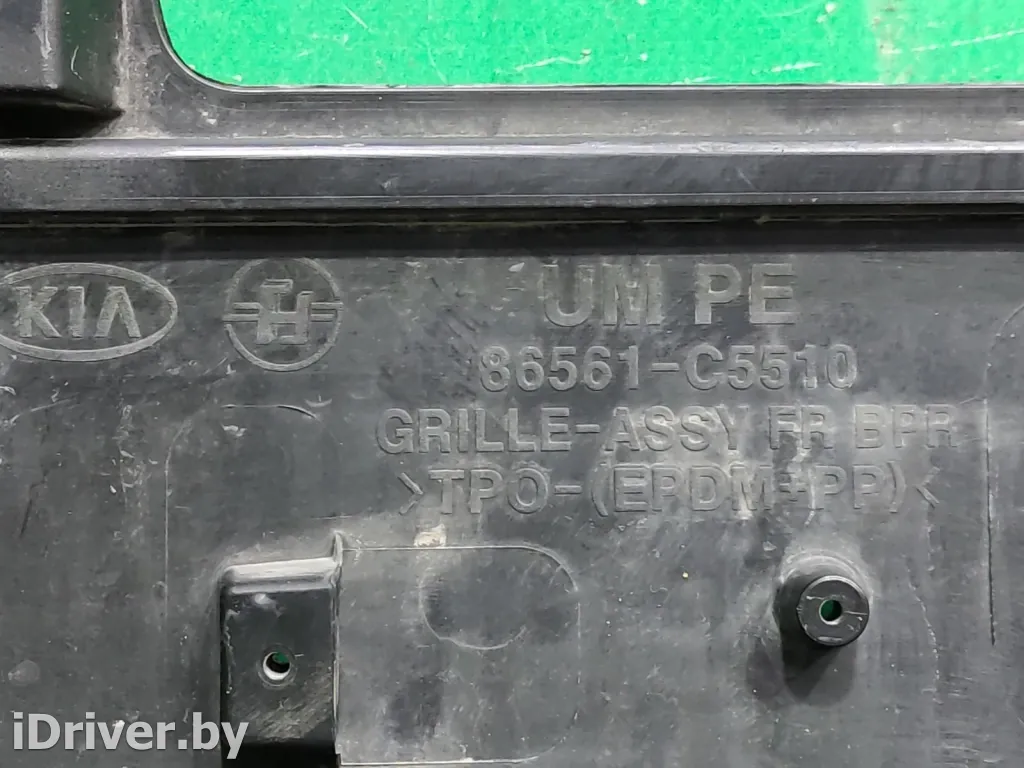 KIA UM PE
86561-C5510
GRILLE-ASSY FR BPR
>TPO-(EPDM+PP)<
iDriver.by